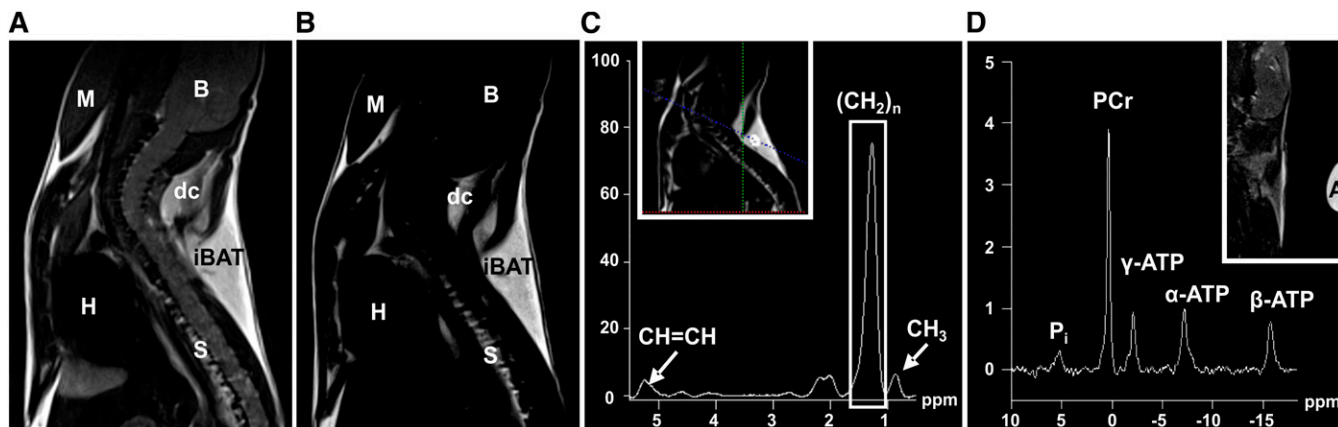 A
B
C
D
M
B
dc
iBAT
H
S
M
B
dc
iBAT
H
S
100
80
60
40
20
0
(CH₂)ₙ
CH=CH
CH₃
ppm
5
4
3
2
1
5
4
3
2
1
0
PCr
γ-ATP
α-ATP
β-ATP
Pᵢ
A
ppm
10
5
0
-5
-10
-15